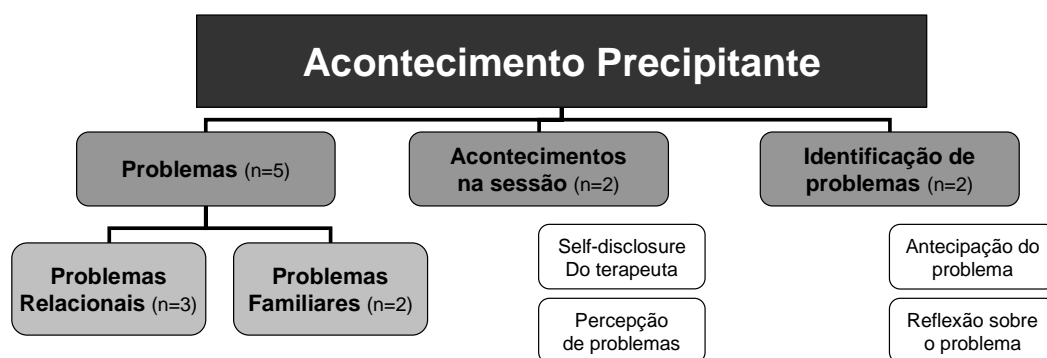 Acontecimento Precipitante
Problemas (n=5)
Acontecimentos
na sessão (n=2)
Identificação de
problemas (n=2)
Problemas
Relacionais (n=3)
Problemas
Familiares (n=2)
Self-disclosure
Do terapeuta
Percepção
de problemas
Antecipação do
problema
Reflexão sobre
o problema